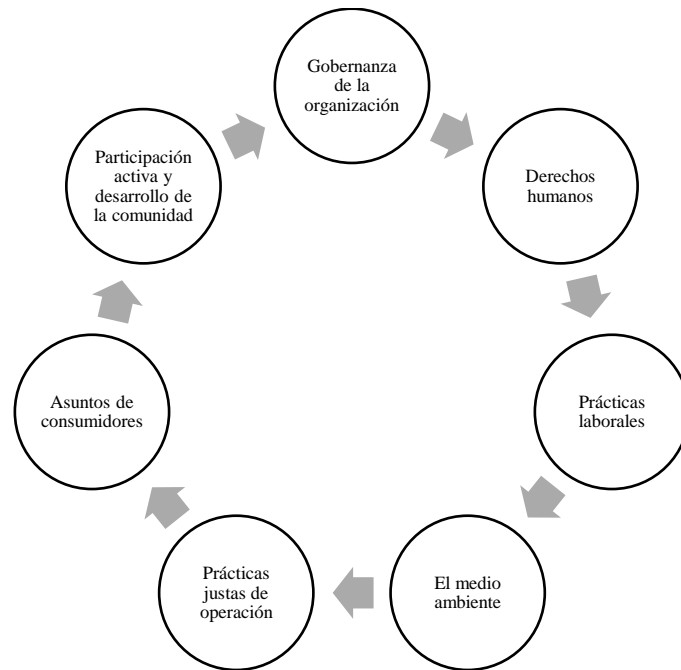 Gobernanza
de la
organización
Derechos
humanos
Prácticas
laborales
El medio
ambiente
Prácticas
justas de
operación
Asuntos de
consumidores
Participación
activa y
desarrollo de
la comunidad